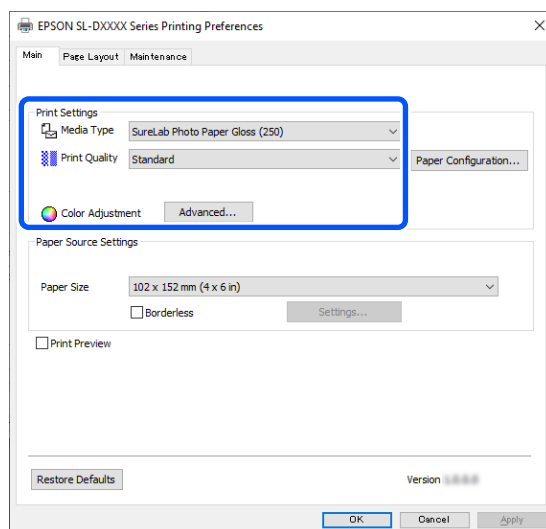 EPSON SL-DXXXX Series Printing Preferences
Main Page Layout Maintenance
Print Settings
Media Type SureLab Photo Paper Gloss (250)
Print Quality Standard Paper Configuration...
Color Adjustment Advanced...
Paper Source Settings
Paper Size 102 x 152 mm (4 x 6 in)
Borderless Settings...
Print Preview
Restore Defaults Version
OK Cancel Apply